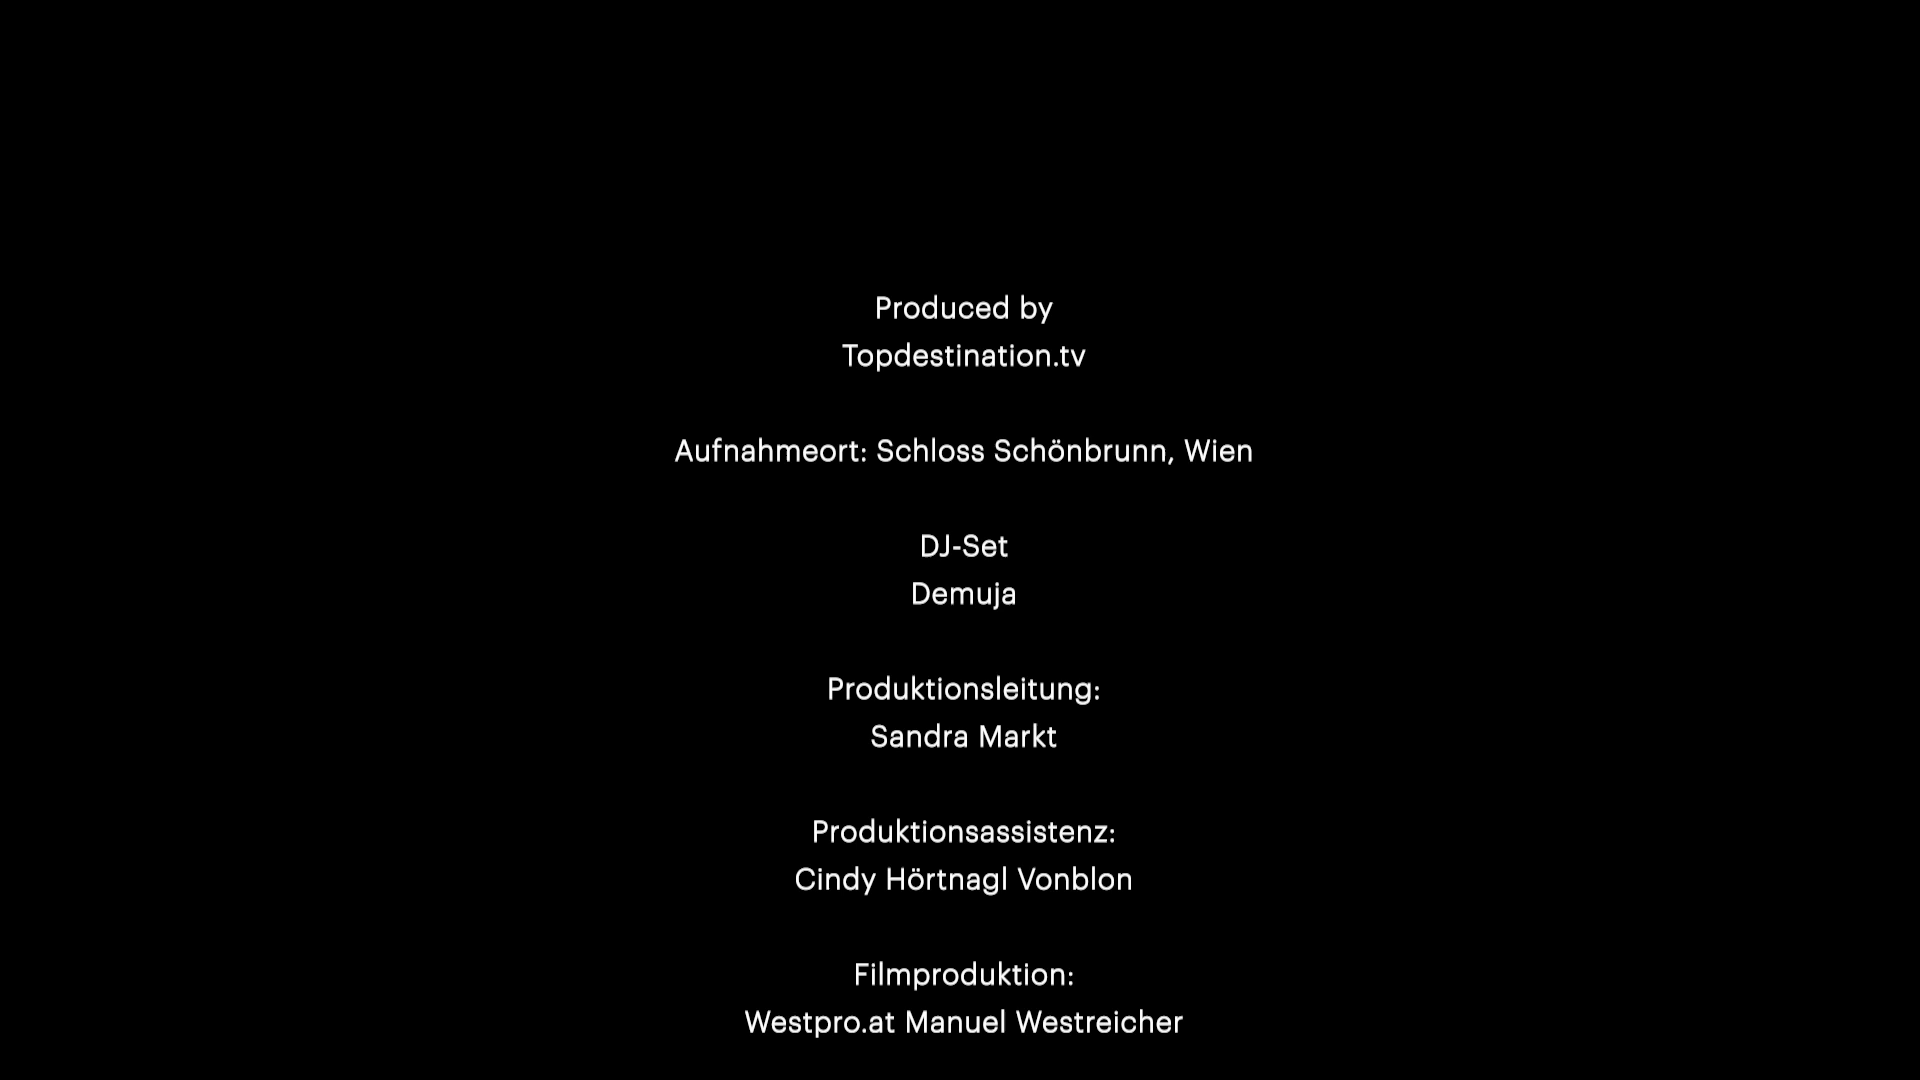 Produced by
Topdestination.tv
Aufnahmeort: Schloss Schönbrunn, Wien
DJ-Set
Demuja
Produktionsleitung:
Sandra Markt
Produktionsassistenz:
Cindy Hörtnagl Vonblon
Filmproduktion:
Westpro.at Manuel Westreicher